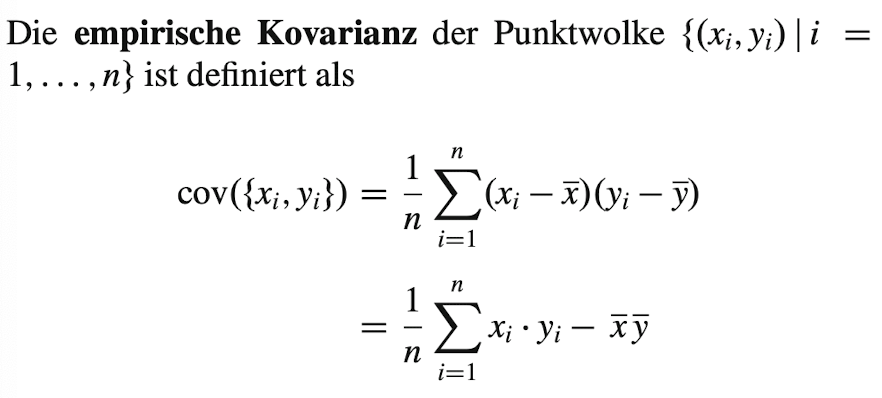 Die empirische Kovarianz der Punktwolke {(xᵢ, yᵢ) | i =
1, . . . , n} ist definiert als
cov({xᵢ, yᵢ}) = 1/n ∑ᵢ₌₁ⁿ (xᵢ − x̅)(yᵢ − y̅)
= 1/n ∑ᵢ₌₁ⁿ xᵢ · yᵢ − x̅ y̅